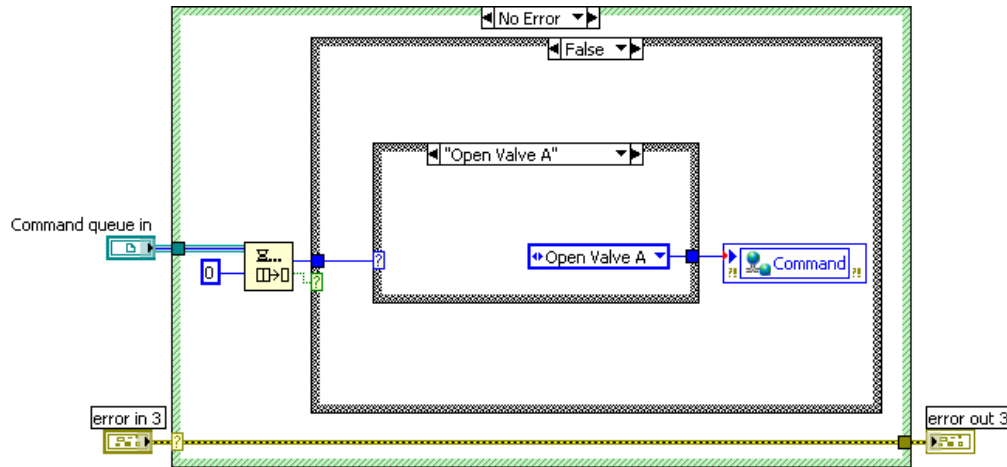 No Error
False
"Open Valve A"
Command queue in
0
Open Valve A
Command
?
?
?!
?!
error in 3
error out 3
?